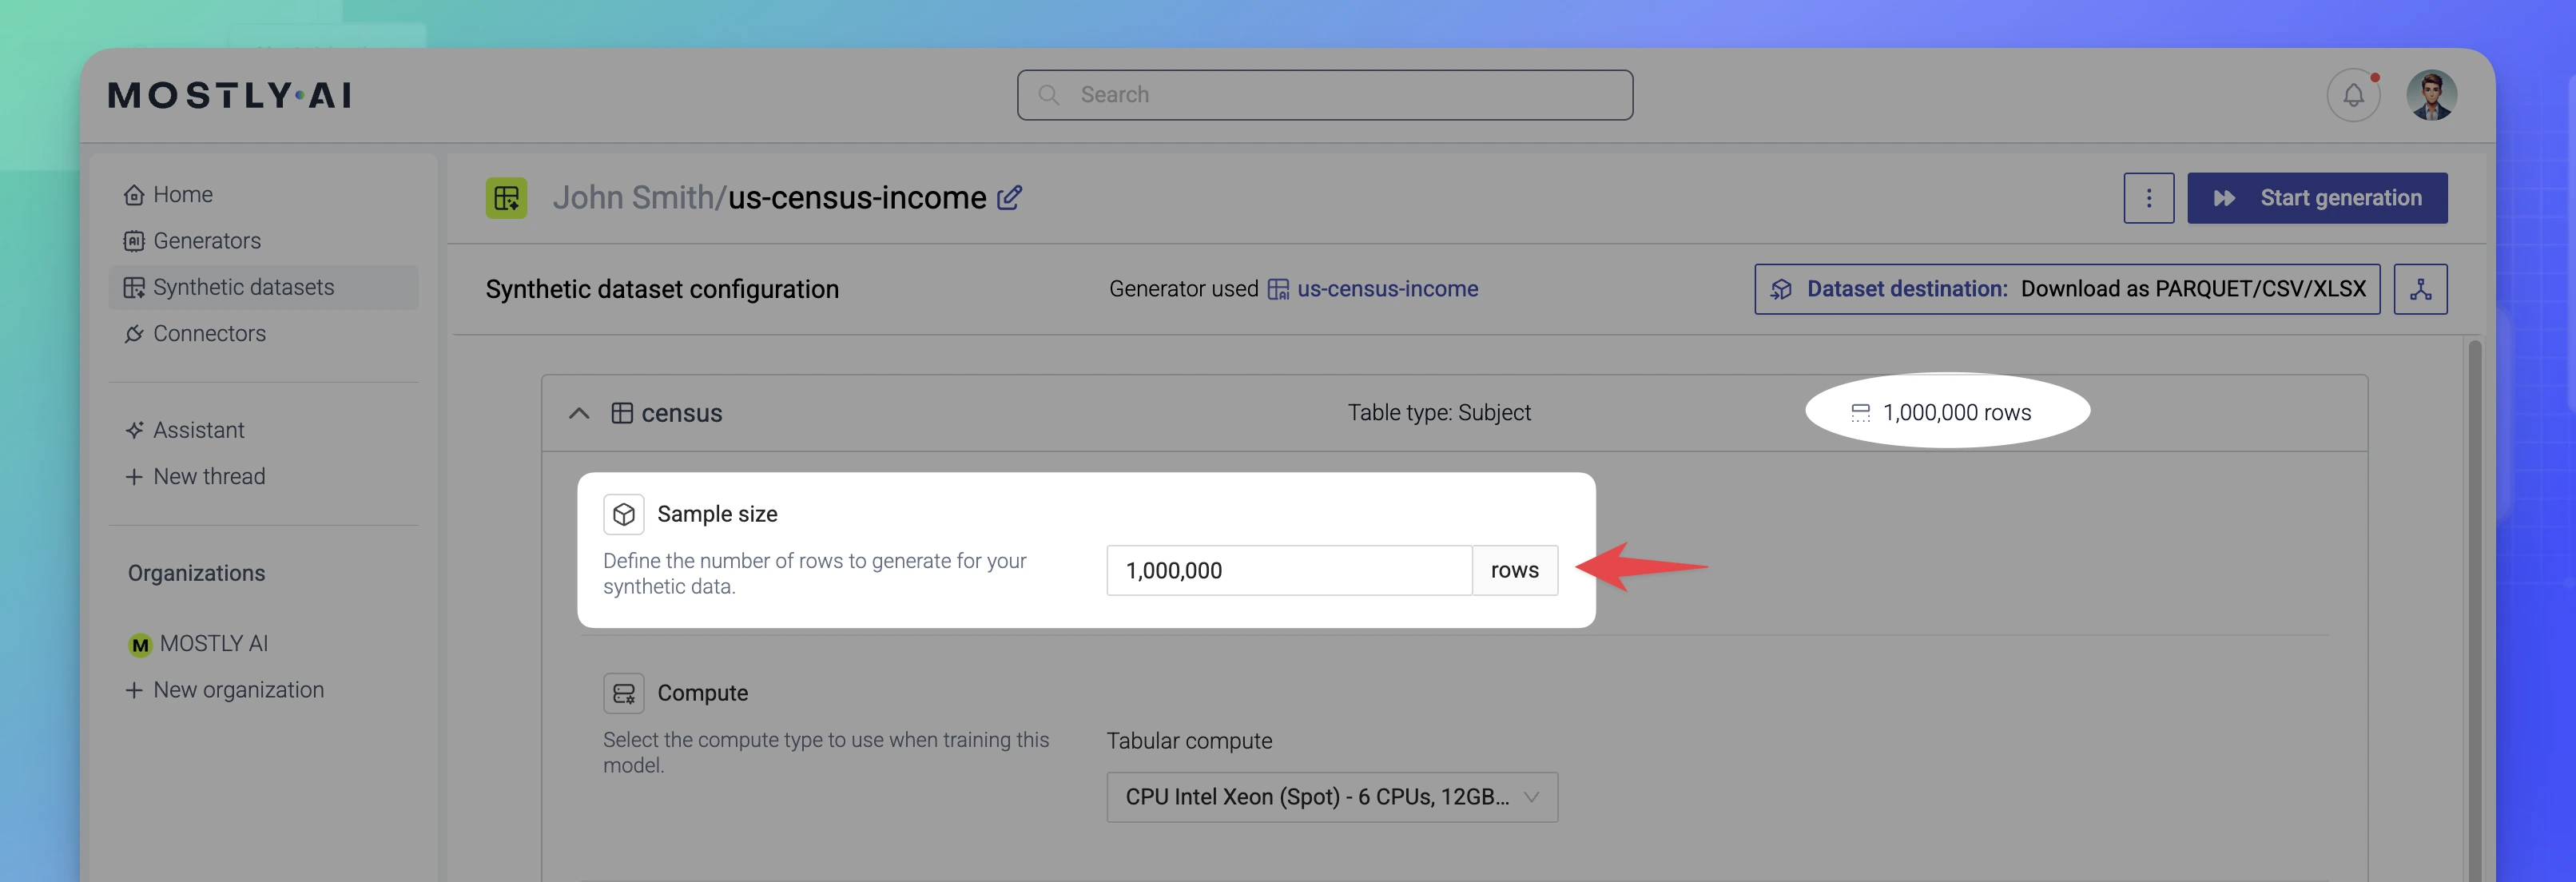 MOSTLY·AI
Search
Home
Generators
Synthetic datasets
Connectors
Assistant
New thread
Organizations
M MOSTLY AI
New organization
John Smith/us-census-income
Start generation
Synthetic dataset configuration
Generator used us-census-income
Dataset destination: Download as PARQUET/CSV/XLSX
census
Table type: Subject
1,000,000 rows
Sample size
Define the number of rows to generate for your
synthetic data.
1,000,000 rows
Compute
Select the compute type to use when training this
model.
Tabular compute
CPU Intel Xeon (Spot) - 6 CPUs, 12GB...